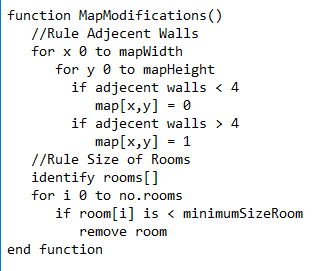 function MapModifications()
//Rule Adjecent Walls
for x 0 to mapWidth
for y 0 to mapHeight
if adjecent walls < 4
map[x,y] = 0
if adjecent walls > 4
map[x,y] = 1
//Rule Size of Rooms
identify rooms[]
for i 0 to no.rooms
if room[i] is < minimumSizeRoom
remove room
end function